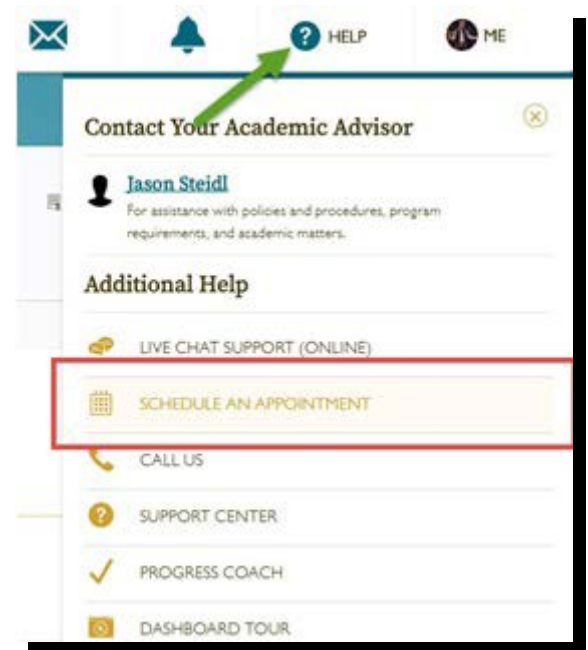 HELP
ME
Contact Your Academic Advisor
Jason Steidl
For assistance with policies and procedures, program
requirements, and academic matters.
Additional Help
LIVE CHAT SUPPORT (ONLINE)
SCHEDULE AN APPOINTMENT
CALL US
SUPPORT CENTER
PROGRESS COACH
DASHBOARD TOUR